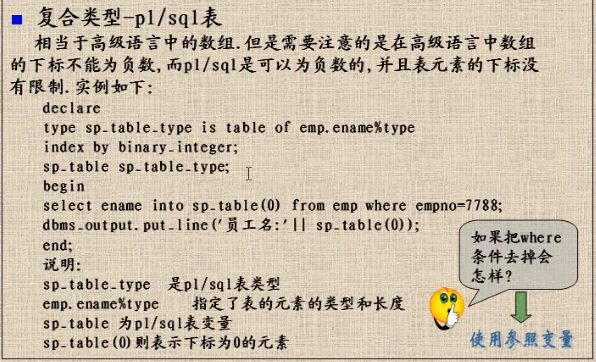 复合类型-pl/sql表
相当于高级语言中的数组.但是需要注意的是在高级语言中数组
的下标不能为负数,而pl/sql是可以为负数的,并且表元素的下标没
有限制.实例如下:
declare
type sp_table_type is table of emp.ename%type
index by binary_integer;
sp_table sp_table_type;
begin
select ename into sp_table(0) from emp where empno=7788;
dbms_output.put_line('员工名:'|| sp_table(0));
end;
说明:
sp_table_type 是pl/sql表类型
emp.ename%type 指定了表的元素的类型和长度
sp_table 为pl/sql表变量
sp_table(0)则表示下标为0的元素
如果把where
条件去掉会
怎样?
使用参照变量